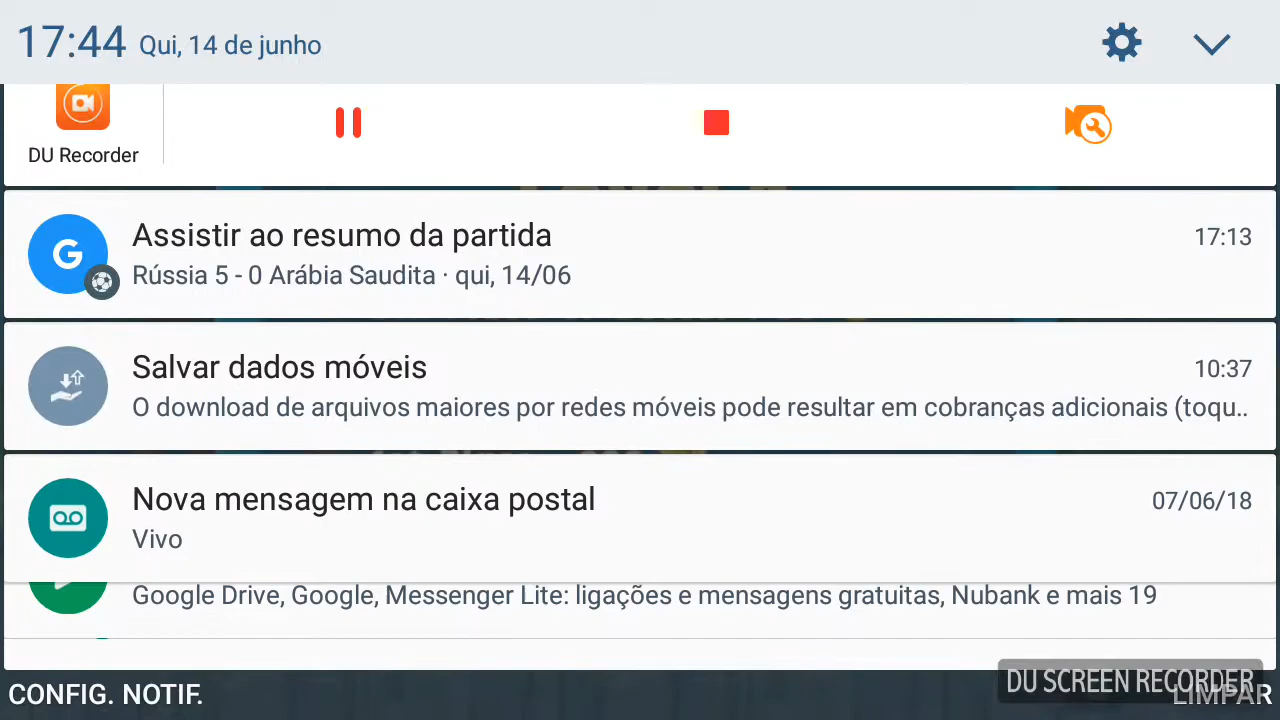 17:44 Qui, 14 de junho
DU Recorder
Assistir ao resumo da partida 17:13
Rússia 5 - 0 Arábia Saudita · qui, 14/06
Salvar dados móveis 10:37
O download de arquivos maiores por redes móveis pode resultar em cobranças adicionais (toqu..
Nova mensagem na caixa postal 07/06/18
Vivo
Google Drive, Google, Messenger Lite: ligações e mensagens gratuitas, Nubank e mais 19
DU SCREEN RECORDER
CONFIG. NOTIF. LIMPAR